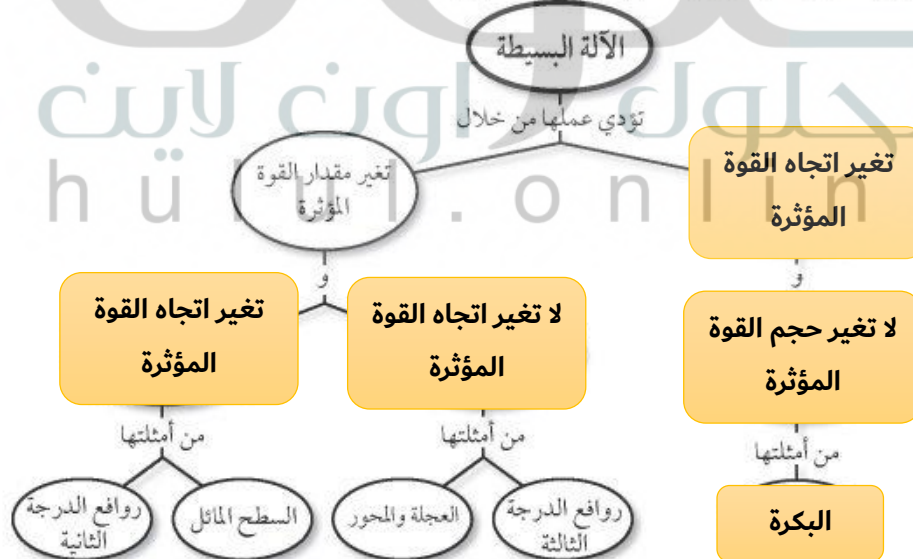 الآلة البسيطة
تؤدي عملها من خلال
حلول اون لاين
hulul.online
تغير اتجاه القوة
المؤثرة
تغير مقدار القوة
المؤثرة
و
و
لا تغير حجم القوة
المؤثرة
لا تغير اتجاه القوة
المؤثرة
تغير اتجاه القوة
المؤثرة
من أمثلتها
من أمثلتها
من أمثلتها
البكرة
روافع الدرجة
الثالثة
العجلة والمحور
السطح المائل
روافع الدرجة
الثانية